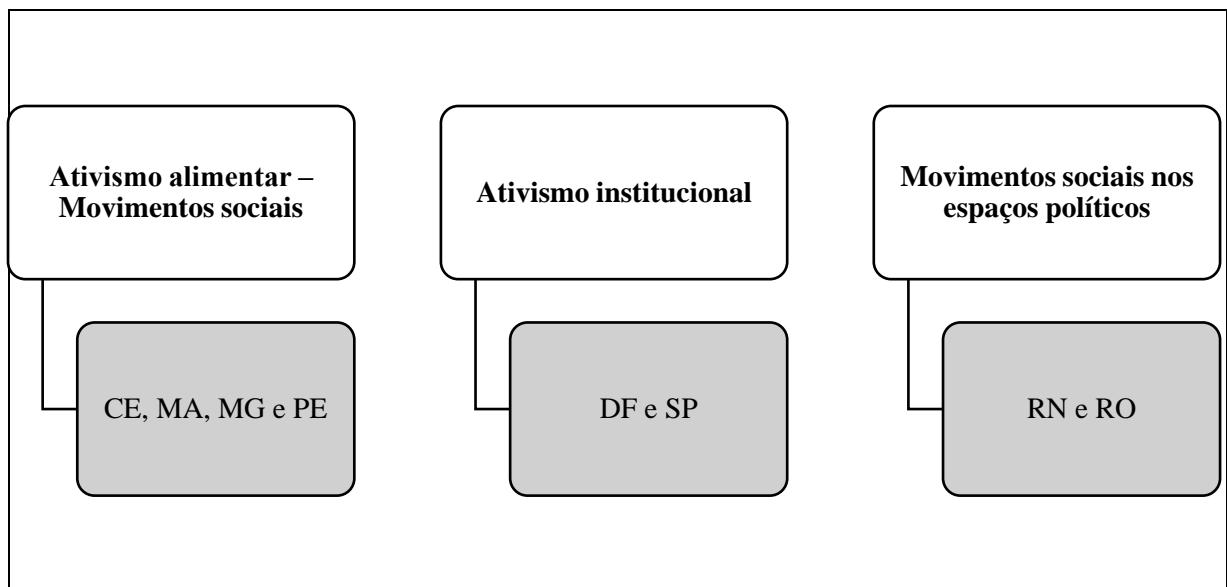 Ativismo alimentar –
Movimentos sociais
CE, MA, MG e PE
Ativismo institucional
DF e SP
Movimentos sociais nos
espaços políticos
RN e RO